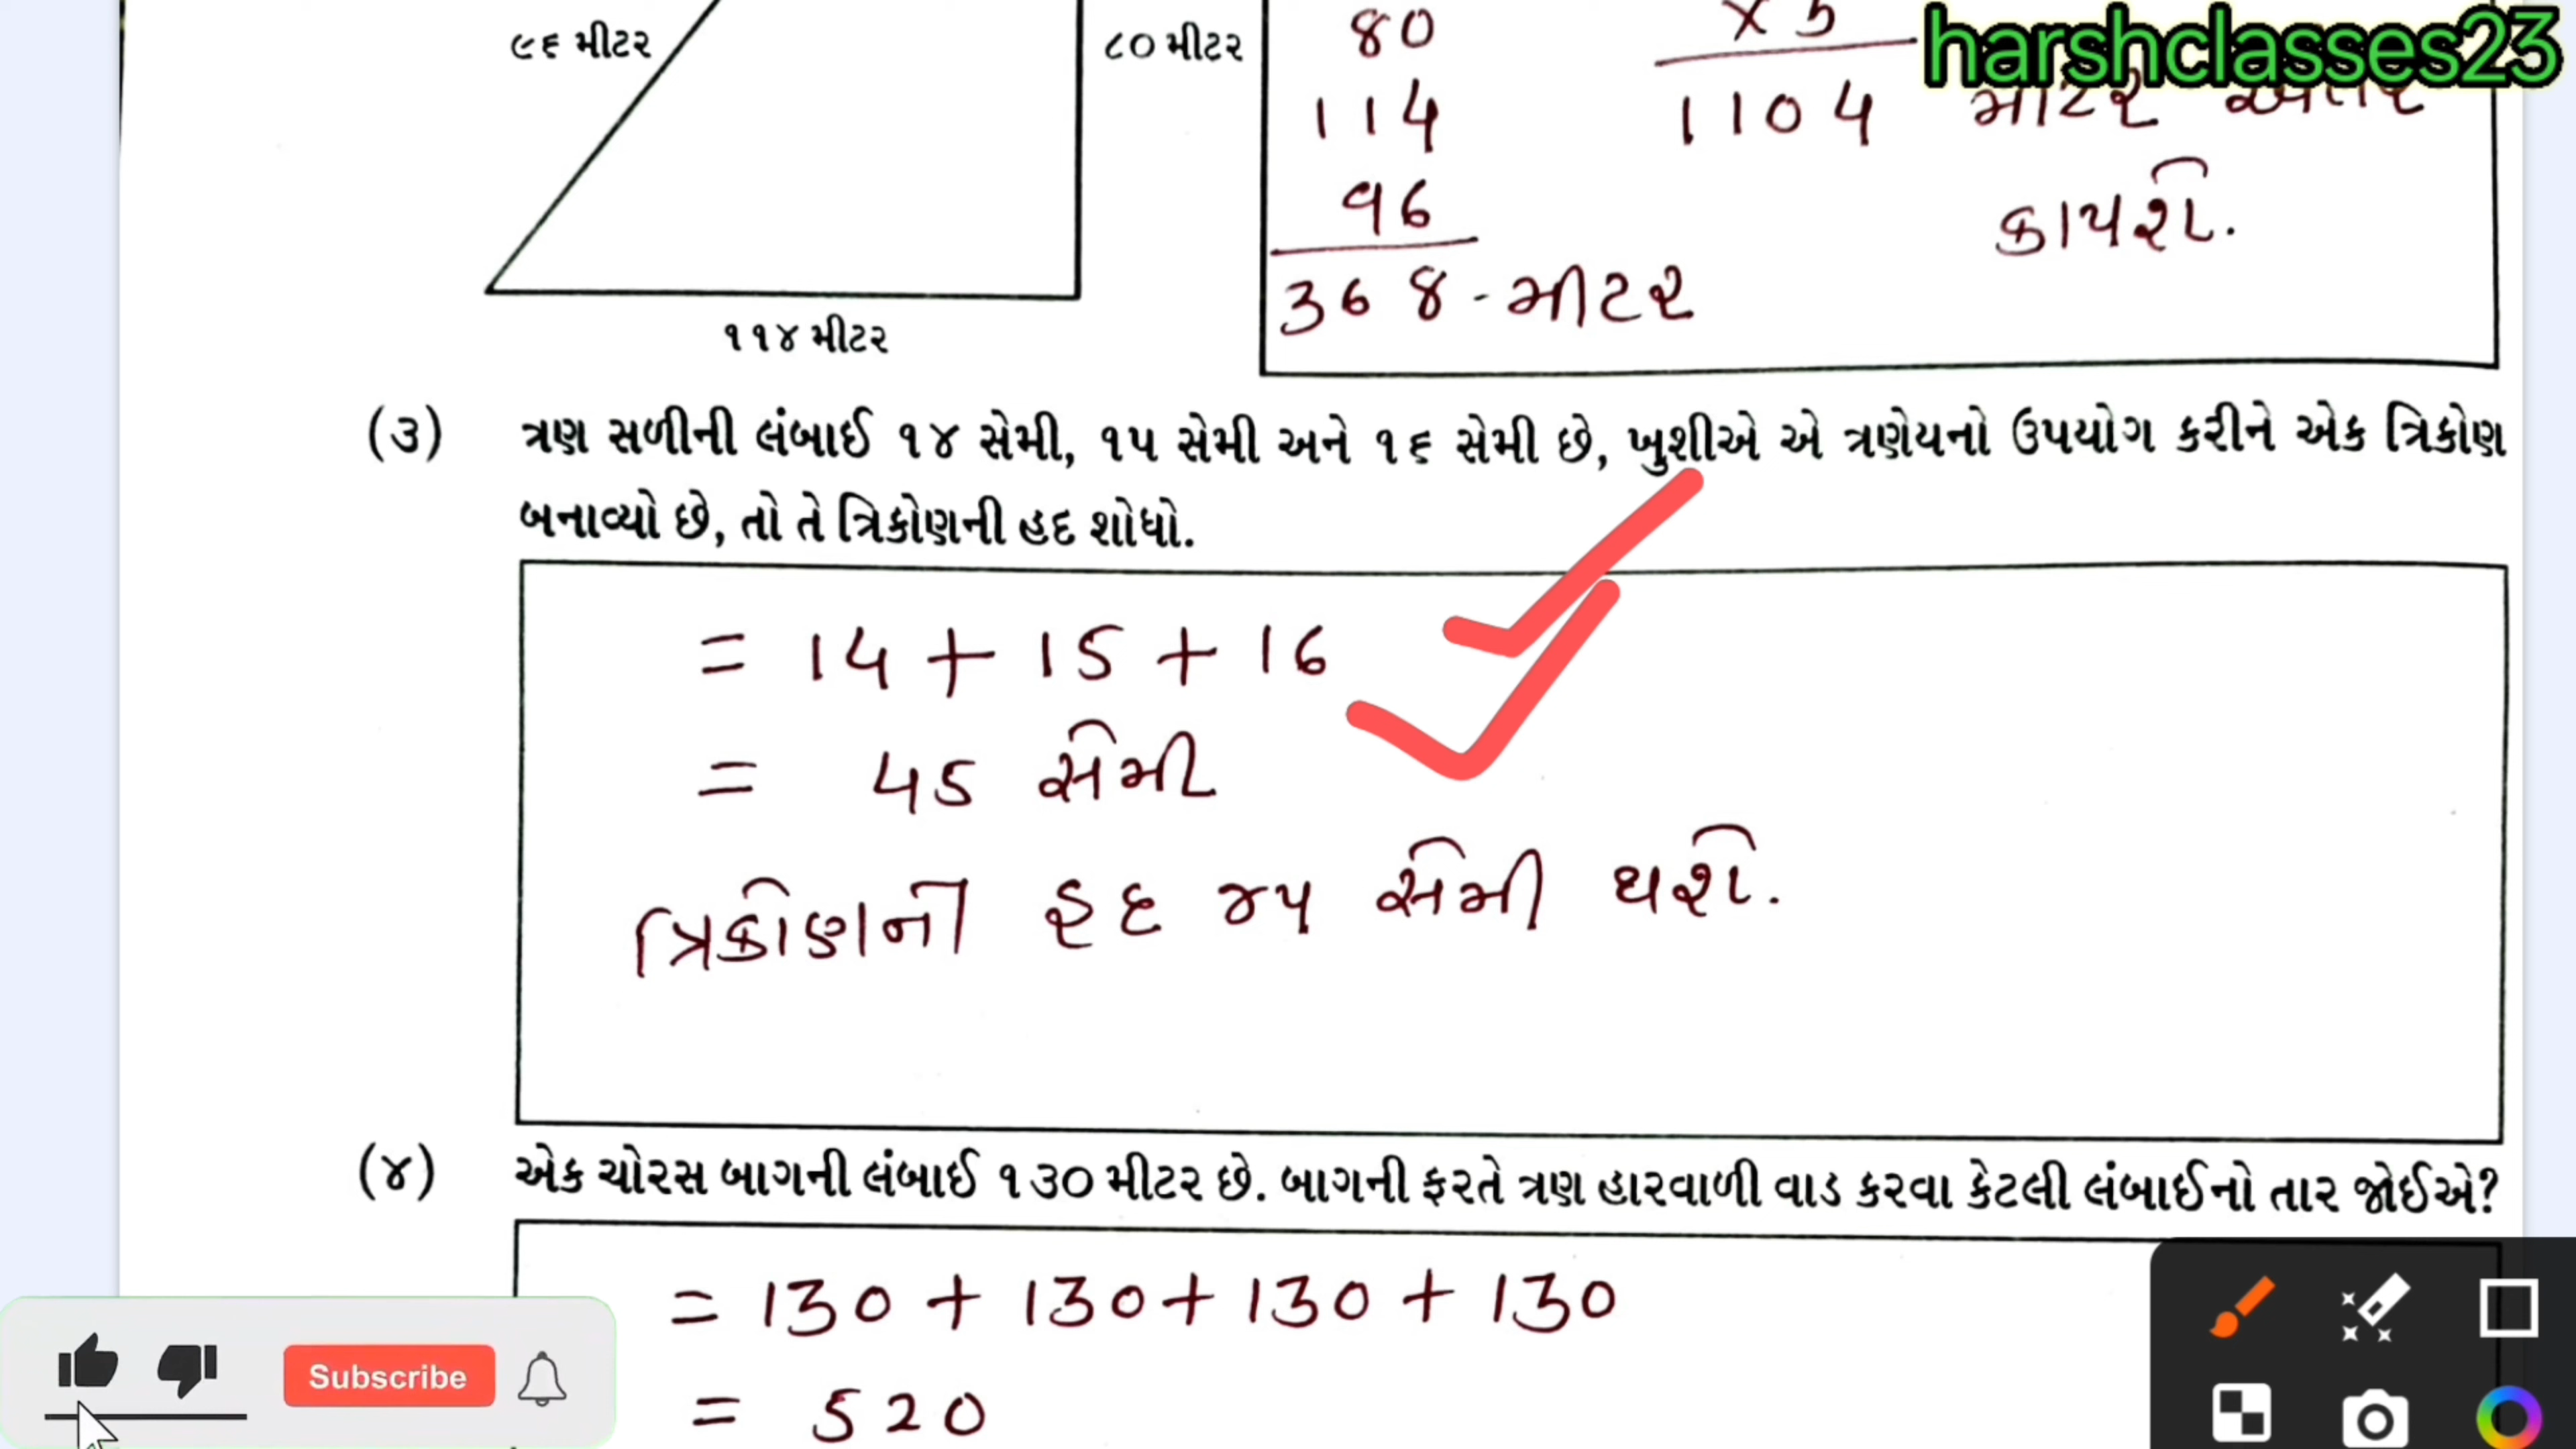 ૯૬ મીટર
૮૦ મીટર
૧૧૪ મીટર
80
114
96
368 - મીટર
× 5
1104 મીટર અંતર
કાપશે.
harshclasses23
(૩) ત્રણ સળીની લંબાઈ ૧૪ સેમી, ૧૫ સેમી અને ૧૬ સેમી છે, ખુશીએ એ ત્રણેયનો ઉપયોગ કરીને એક ત્રિકોણ
બનાવ્યો છે, તો તે ત્રિકોણની હદ શોધો.
= 14 + 15 + 16
= 45 સેમી
ત્રિકોણની હદ ૪૫ સેમી થશે.
(૪) એક ચોરસ બાગની લંબાઈ ૧૩૦ મીટર છે. બાગની ફરતે ત્રણ હારવાળી વાડ કરવા કેટલી લંબાઈનો તાર જોઈએ?
= 130 + 130 + 130 + 130
= 520
Subscribe